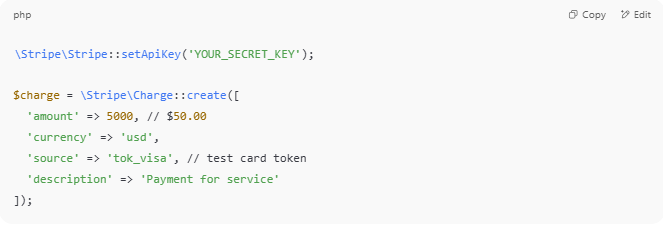 php
Copy
Edit
\Stripe\Stripe::setApiKey('YOUR_SECRET_KEY');
$charge = \Stripe\Charge::create([
'amount' => 5000, // $50.00
'currency' => 'usd',
'source' => 'tok_visa', // test card token
'description' => 'Payment for service'
]);